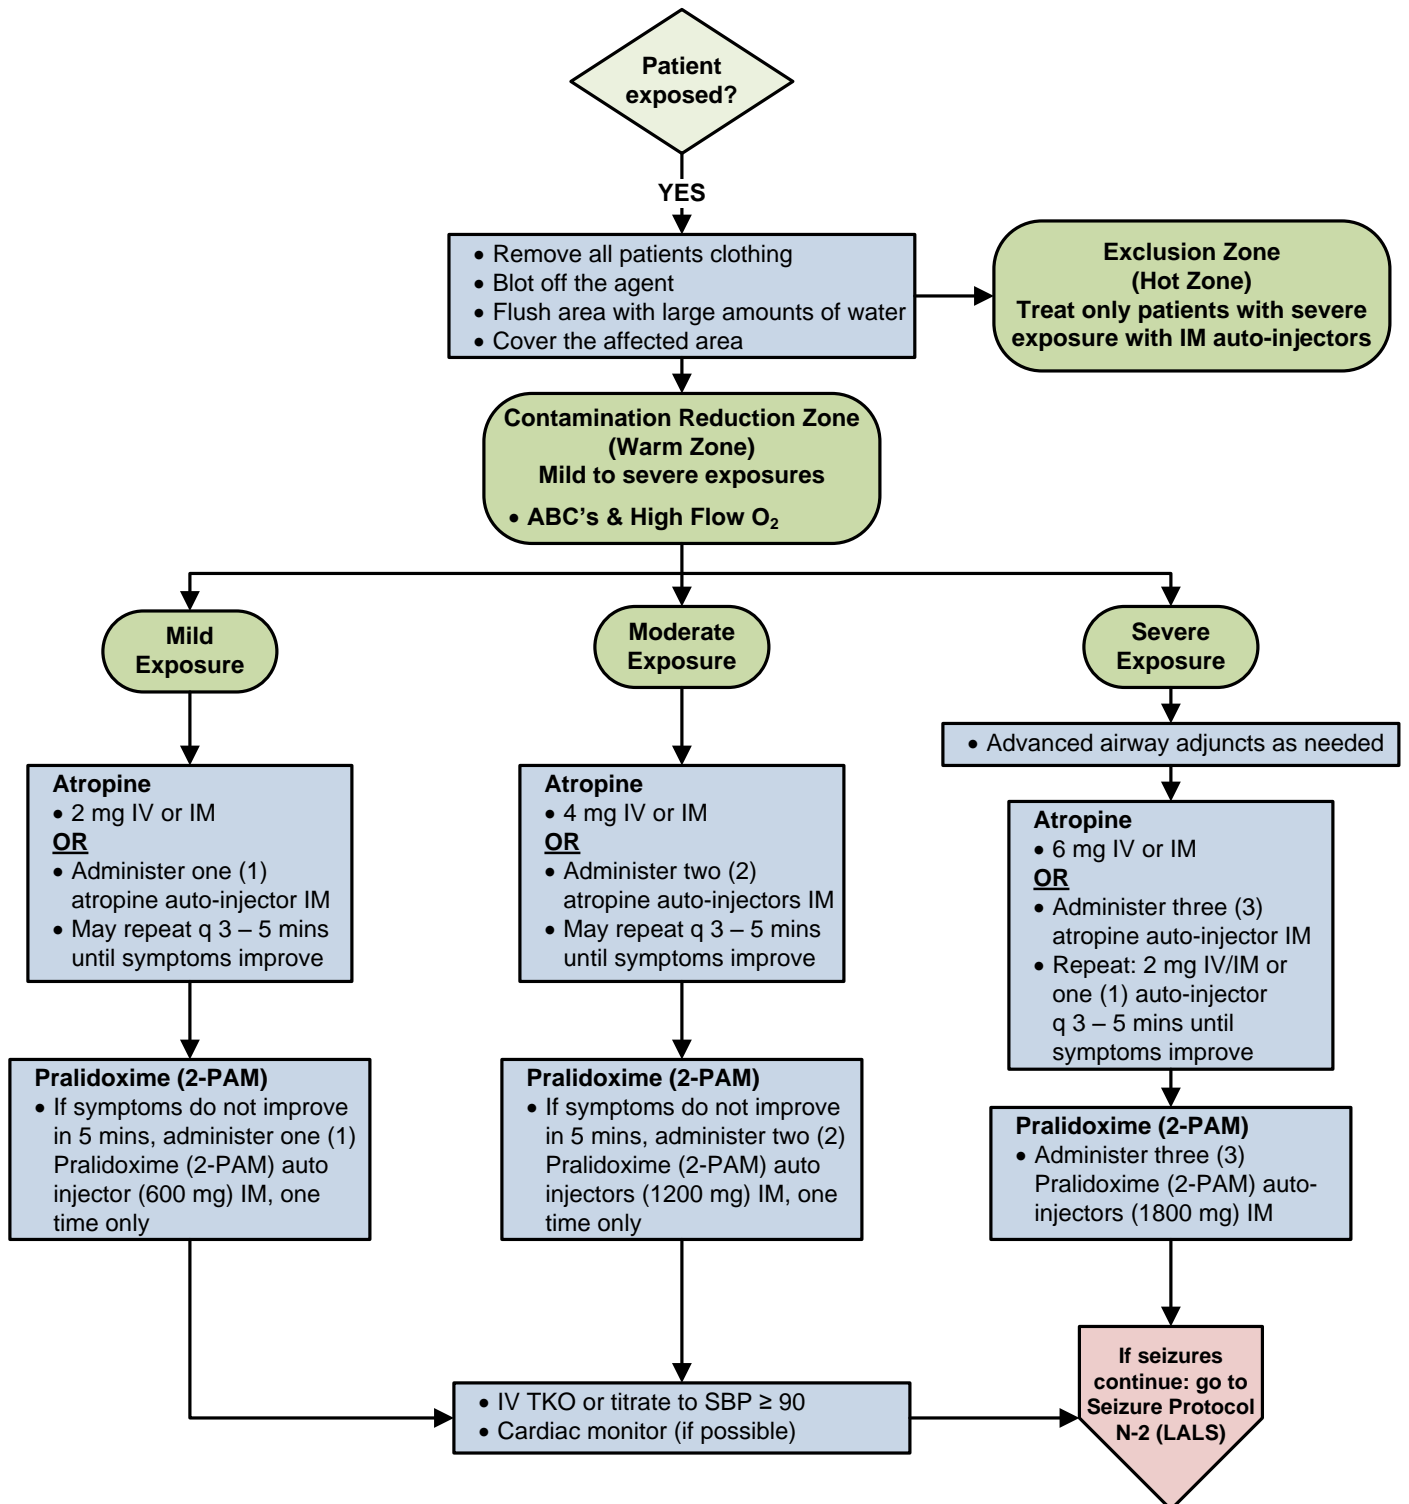 Patient
exposed?
YES
• Remove all patients clothing
• Blot off the agent
• Flush area with large amounts of water
• Cover the affected area
Exclusion Zone
(Hot Zone)
Treat only patients with severe
exposure with IM auto-injectors
Contamination Reduction Zone
(Warm Zone)
Mild to severe exposures
• ABC’s & High Flow O₂
Mild
Exposure
Moderate
Exposure
Severe
Exposure
• Advanced airway adjuncts as needed
Atropine
• 2 mg IV or IM
OR
• Administer one (1)
atropine auto-injector IM
• May repeat q 3 – 5 mins
until symptoms improve
Atropine
• 4 mg IV or IM
OR
• Administer two (2)
atropine auto-injectors IM
• May repeat q 3 – 5 mins
until symptoms improve
Atropine
• 6 mg IV or IM
OR
• Administer three (3)
atropine auto-injector IM
• Repeat: 2 mg IV/IM or
one (1) auto-injector
q 3 – 5 mins until
symptoms improve
Pralidoxime (2-PAM)
• If symptoms do not improve
in 5 mins, administer one (1)
Pralidoxime (2-PAM) auto
injector (600 mg) IM, one
time only
Pralidoxime (2-PAM)
• If symptoms do not improve
in 5 mins, administer two (2)
Pralidoxime (2-PAM) auto
injectors (1200 mg) IM, one
time only
Pralidoxime (2-PAM)
• Administer three (3)
Pralidoxime (2-PAM) auto-
injectors (1800 mg) IM
• IV TKO or titrate to SBP ≥ 90
• Cardiac monitor (if possible)
If seizures
continue: go to
Seizure Protocol
N-2 (LALS)